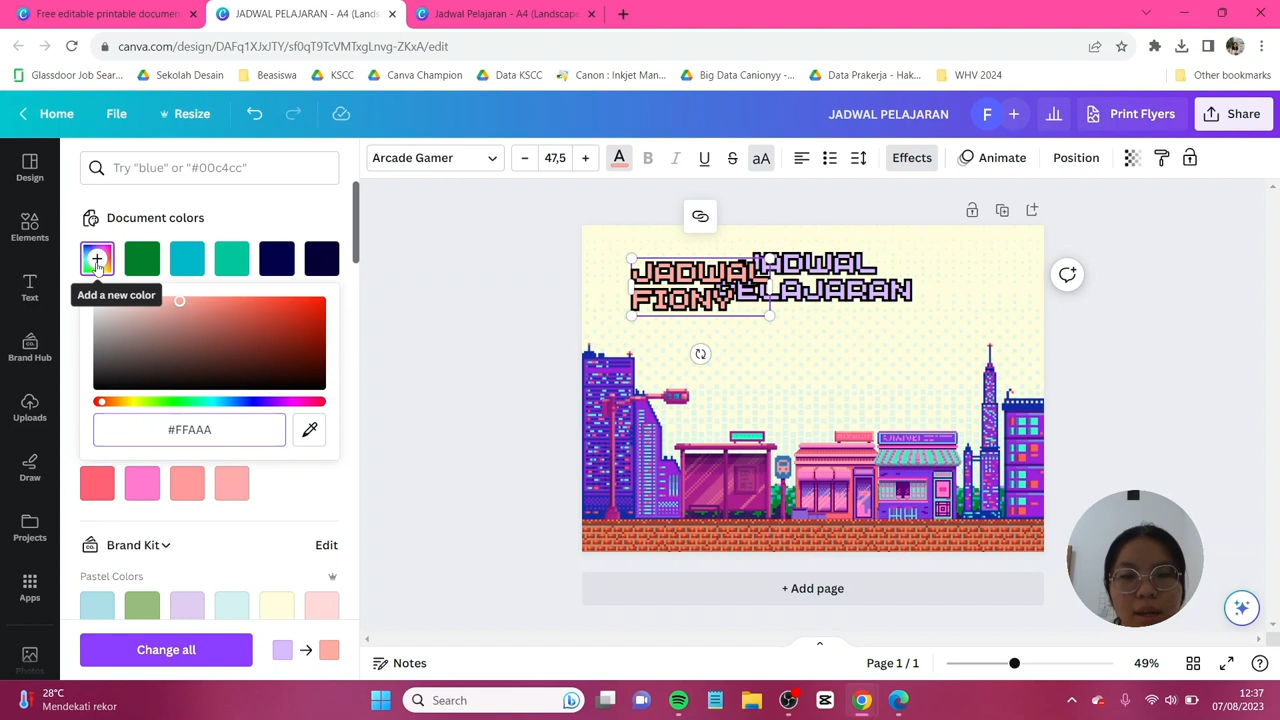 Free editable printable documen
JADWAL PELAJARAN - A4 (Lands
Jadwal Pelajaran - A4 (Landscap
canva.com/design/DAFq1XJxJTY/sf0qT9TcVMTxgLnvg-ZKxA/edit
Glassdoor Job Sear...
Sekolah Desain
Beasiswa
KSCC
Canva Champion
Data KSCC
Canon : Inkjet Man...
Big Data Canionyy -...
Data Prakerja - Hak...
WHV 2024
Other bookmarks
Home
File
Resize
JADWAL PELAJARAN
F
Print Flyers
Share
Design
Elements
Text
Brand Hub
Uploads
Draw
Projects
Apps
Photos
Try "blue" or "#00c4cc"
Document colors
Add a new color
#FFAAA
CO.
Brand Kit
Edit
Pastel Colors
Change all
Arcade Gamer
47,5
A
B
I
U
S
aA
Effects
Animate
Position
JADWAL
FIONY
JADWAL
PELAJARAN
+ Add page
Notes
Page 1 / 1
49%
28°C
Mendekati rekor
Search
12:37
07/08/2023